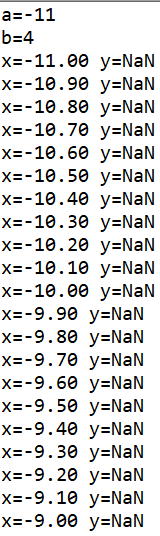 a=-11
b=4
x=-11.00 y=NaN
x=-10.90 y=NaN
x=-10.80 y=NaN
x=-10.70 y=NaN
x=-10.60 y=NaN
x=-10.50 y=NaN
x=-10.40 y=NaN
x=-10.30 y=NaN
x=-10.20 y=NaN
x=-10.10 y=NaN
x=-10.00 y=NaN
x=-9.90 y=NaN
x=-9.80 y=NaN
x=-9.70 y=NaN
x=-9.60 y=NaN
x=-9.50 y=NaN
x=-9.40 y=NaN
x=-9.30 y=NaN
x=-9.20 y=NaN
x=-9.10 y=NaN
x=-9.00 y=NaN